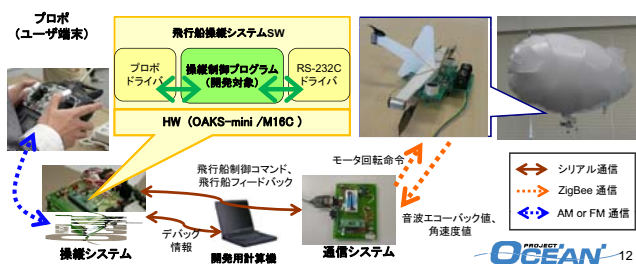 プロポ
(ユーザ端末)
飛行船操縦システムSW
プロポ
ドライバ
操縦制御プログラム
(開発対象)
RS-232C
ドライバ
HW (OAKS-mini /M16C )
飛行船制御コマンド、
飛行船フィードバック
モータ回転命令
シリアル通信
ZigBee 通信
AM or FM 通信
音波エコーバック値、
角速度値
デバック
情報
操縦システム
開発用計算機
通信システム
PROJECT
OCEAN
12